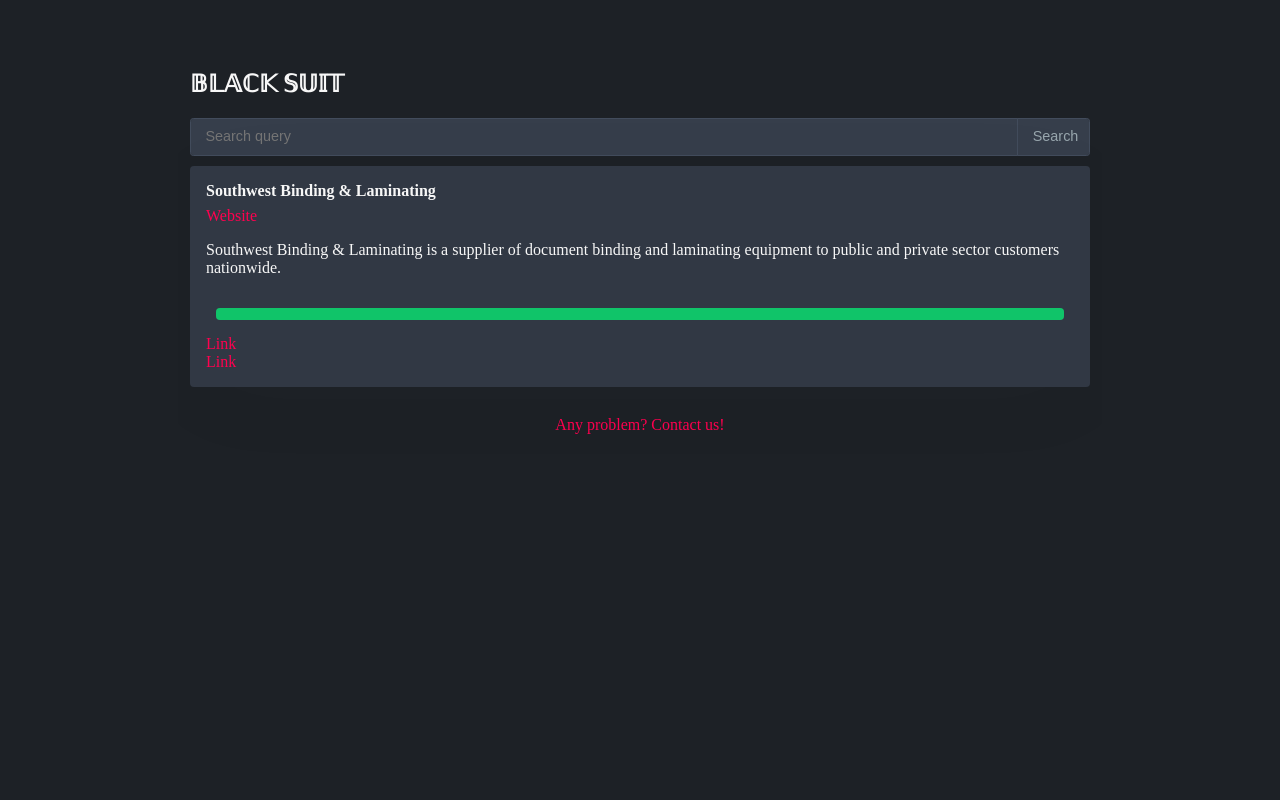 BLACK SUIT
Search query
Search
Southwest Binding & Laminating
Website
Southwest Binding & Laminating is a supplier of document binding and laminating equipment to public and private sector customers
nationwide.
Link
Link
Any problem? Contact us!